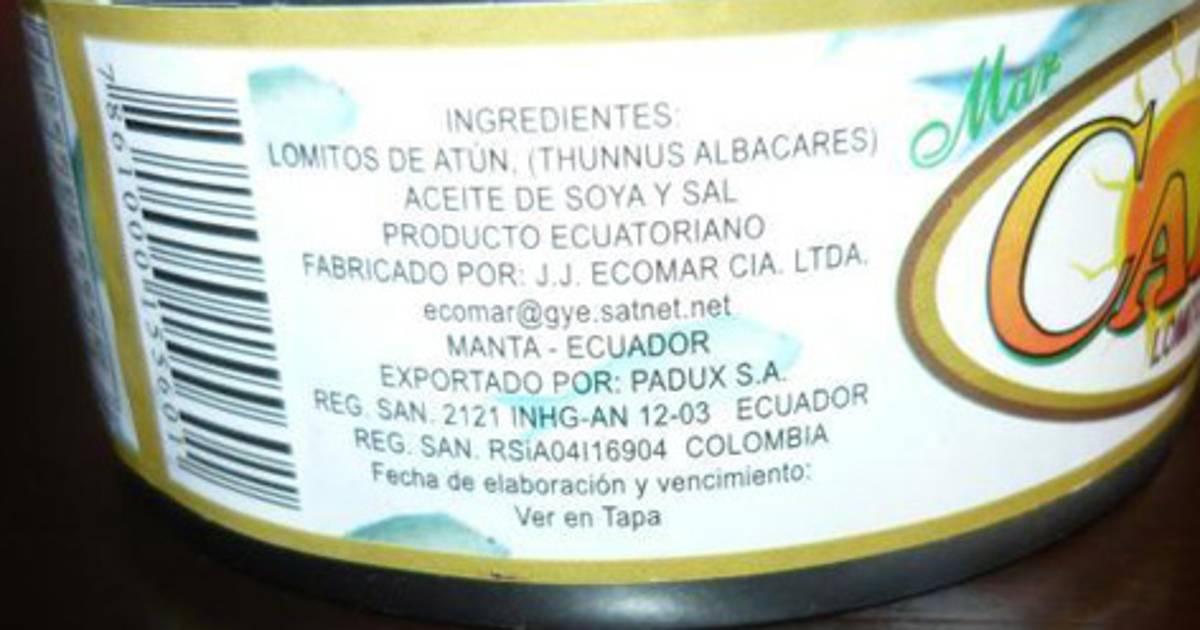 INGREDIENTES:
LOMITOS DE ATÚN, (THUNNUS ALBACARES)
ACEITE DE SOYA Y SAL
PRODUCTO ECUATORIANO
FABRICADO POR: J.J. ECOMAR CIA. LTDA.
ecomar@gye.satnet.net
MANTA - ECUADOR
EXPORTADO POR: PADUX S.A.
REG. SAN. 2121 INHG-AN 12-03 ECUADOR
REG. SAN. RSiA04I16904 COLOMBIA
Fecha de elaboración y vencimiento:
Ver en Tapa
Mar